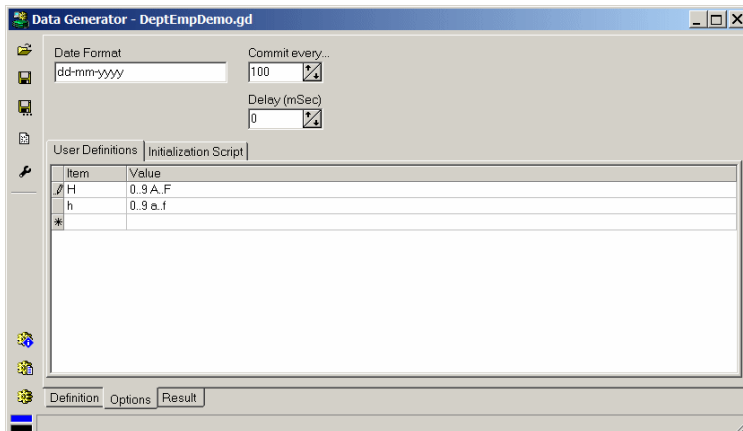 Data Generator - DeptEmpDemo.gd
Date Format Commit every...
dd-mm-yyyy 100
Delay (mSec)
0
User Definitions Initialization Script
Item Value
H 0..9 A..F
h 0..9 a..f
*
Definition Options Result